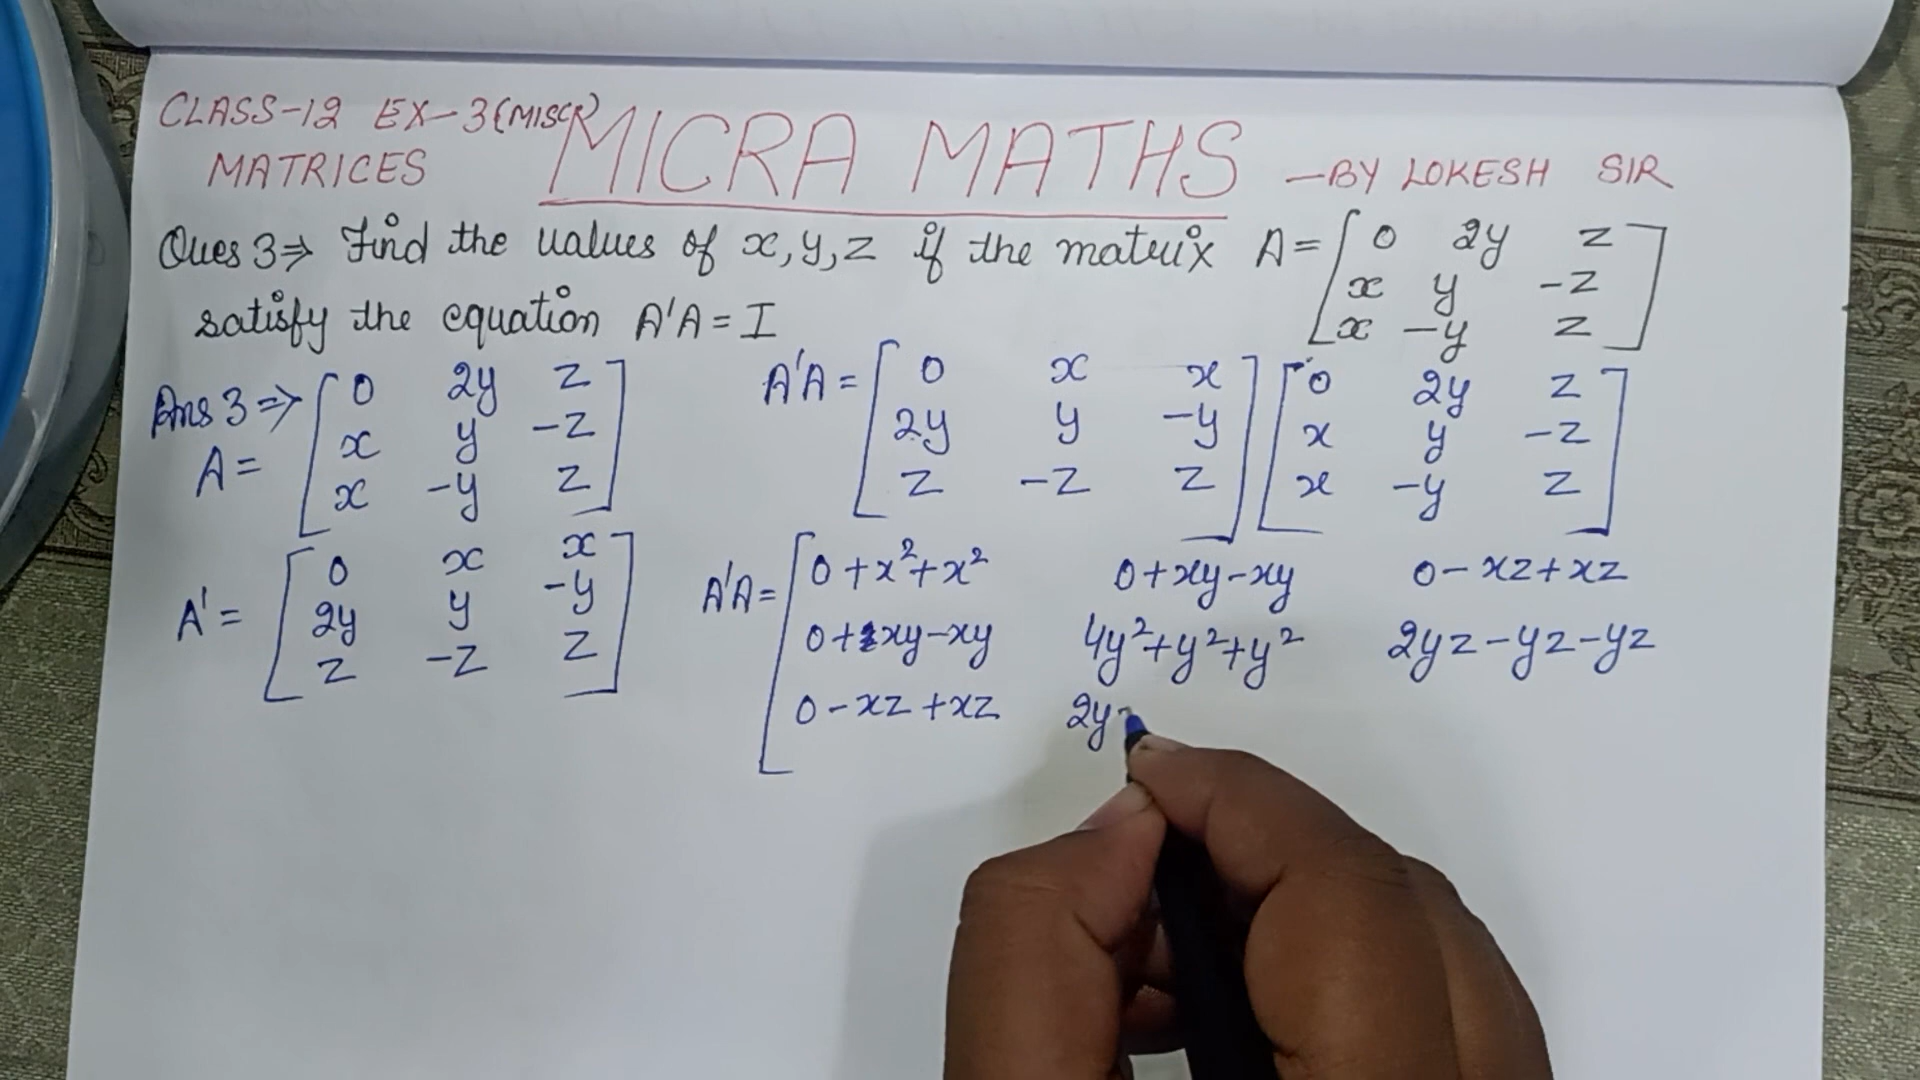 CLASS-12 EX-3(MISC)
MATRICES
MICRA MATHS
-BY LOKESH SIR
Ques 3⇒ Find the values of x, y, z if the matrix A = [0 2y z
x y -z
x -y z]
satisfy the equation A'A = I
Ans 3⇒
A = [0 2y z
x y -z
x -y z]
A' = [0 x x
2y y -y
z -z z]
A'A = [0 x x
2y y -y
z -z z] [0 2y z
x y -z
x -y z]
A'A = [0+x²+x² 0+xy-xy 0-xz+xz
0+xy-xy 4y²+y²+y² 2yz-yz-yz
0-xz+xz 2y